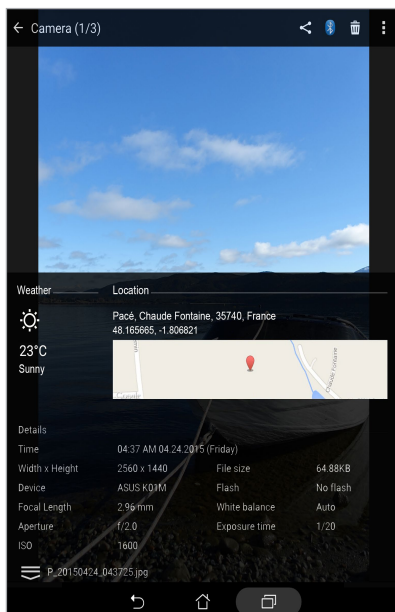 Camera (1/3)
Weather
Location
23°C
Sunny
Pacé, Chaude Fontaine, 35740, France
48.165665, -1.806821
Chaude Fontaine
Google
Details
Time 04:37 AM 04.24.2015 (Friday)
Width x Height 2560 x 1440 File size 64.88KB
Device ASUS K01M Flash No flash
Focal Length 2.96 mm White balance Auto
Aperture f/2.0 Exposure time 1/20
ISO 1600
P_20150424_043725.jpg